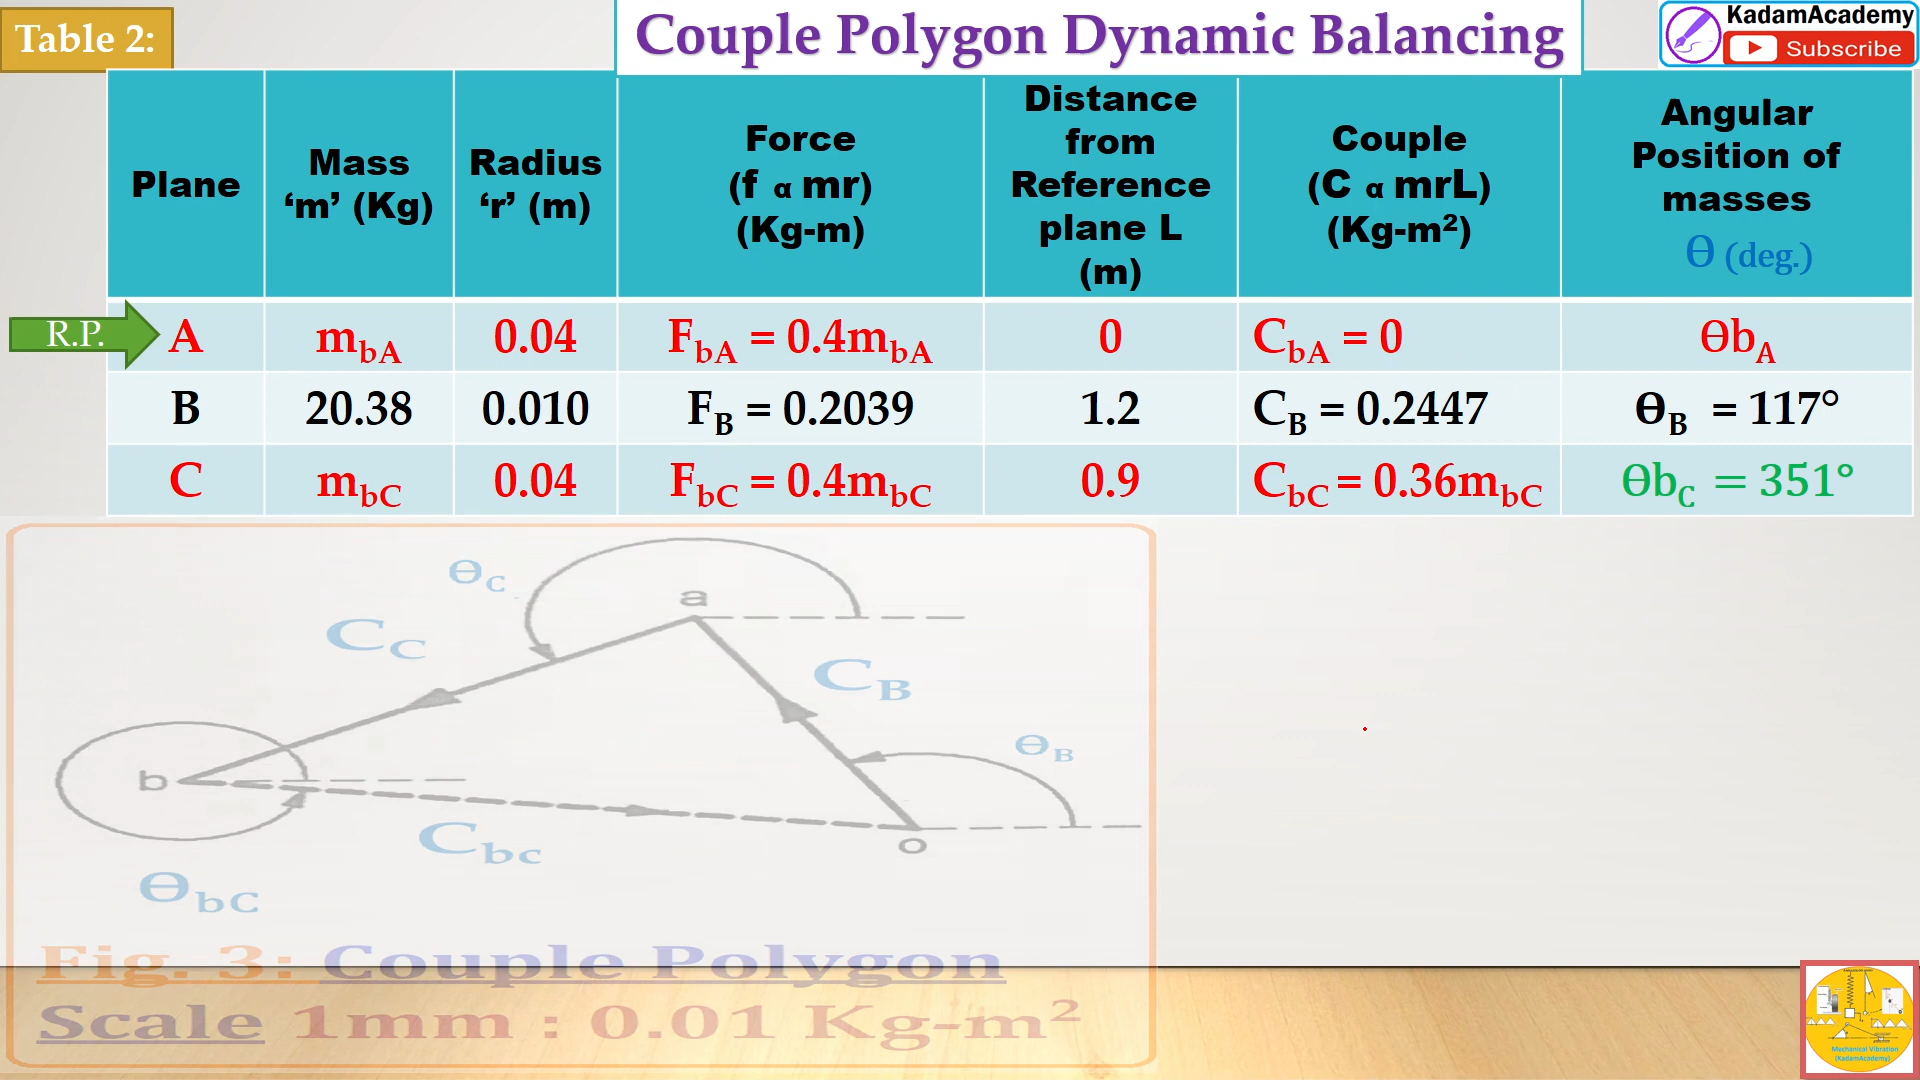 Table 2:
Couple Polygon Dynamic Balancing
KadamAcademy
Subscribe
Plane
Mass
‘m’ (Kg)
Radius
‘r’ (m)
Force
(f α mr)
(Kg-m)
Distance
from
Reference
plane L
(m)
Couple
(C α mrL)
(Kg-m²)
Angular
Position of
masses
Ɵ (deg.)
R.P.
A m_bA 0.04 F_bA = 0.4m_bA 0 C_bA = 0 Ɵb_A
B 20.38 0.010 F_B = 0.2039 1.2 C_B = 0.2447 Ɵ_B = 117°
C m_bC 0.04 F_bC = 0.4m_bC 0.9 C_bC = 0.36m_bC Ɵb_C = 351°
Ɵ_C
a
C_C
C_B
Ɵ_B
b
C_bc
o
Ɵ_bC
Fig. 3: Couple Polygon
Scale 1mm : 0.01 Kg-m²
Mechanical Vibration
(KadamAcademy)